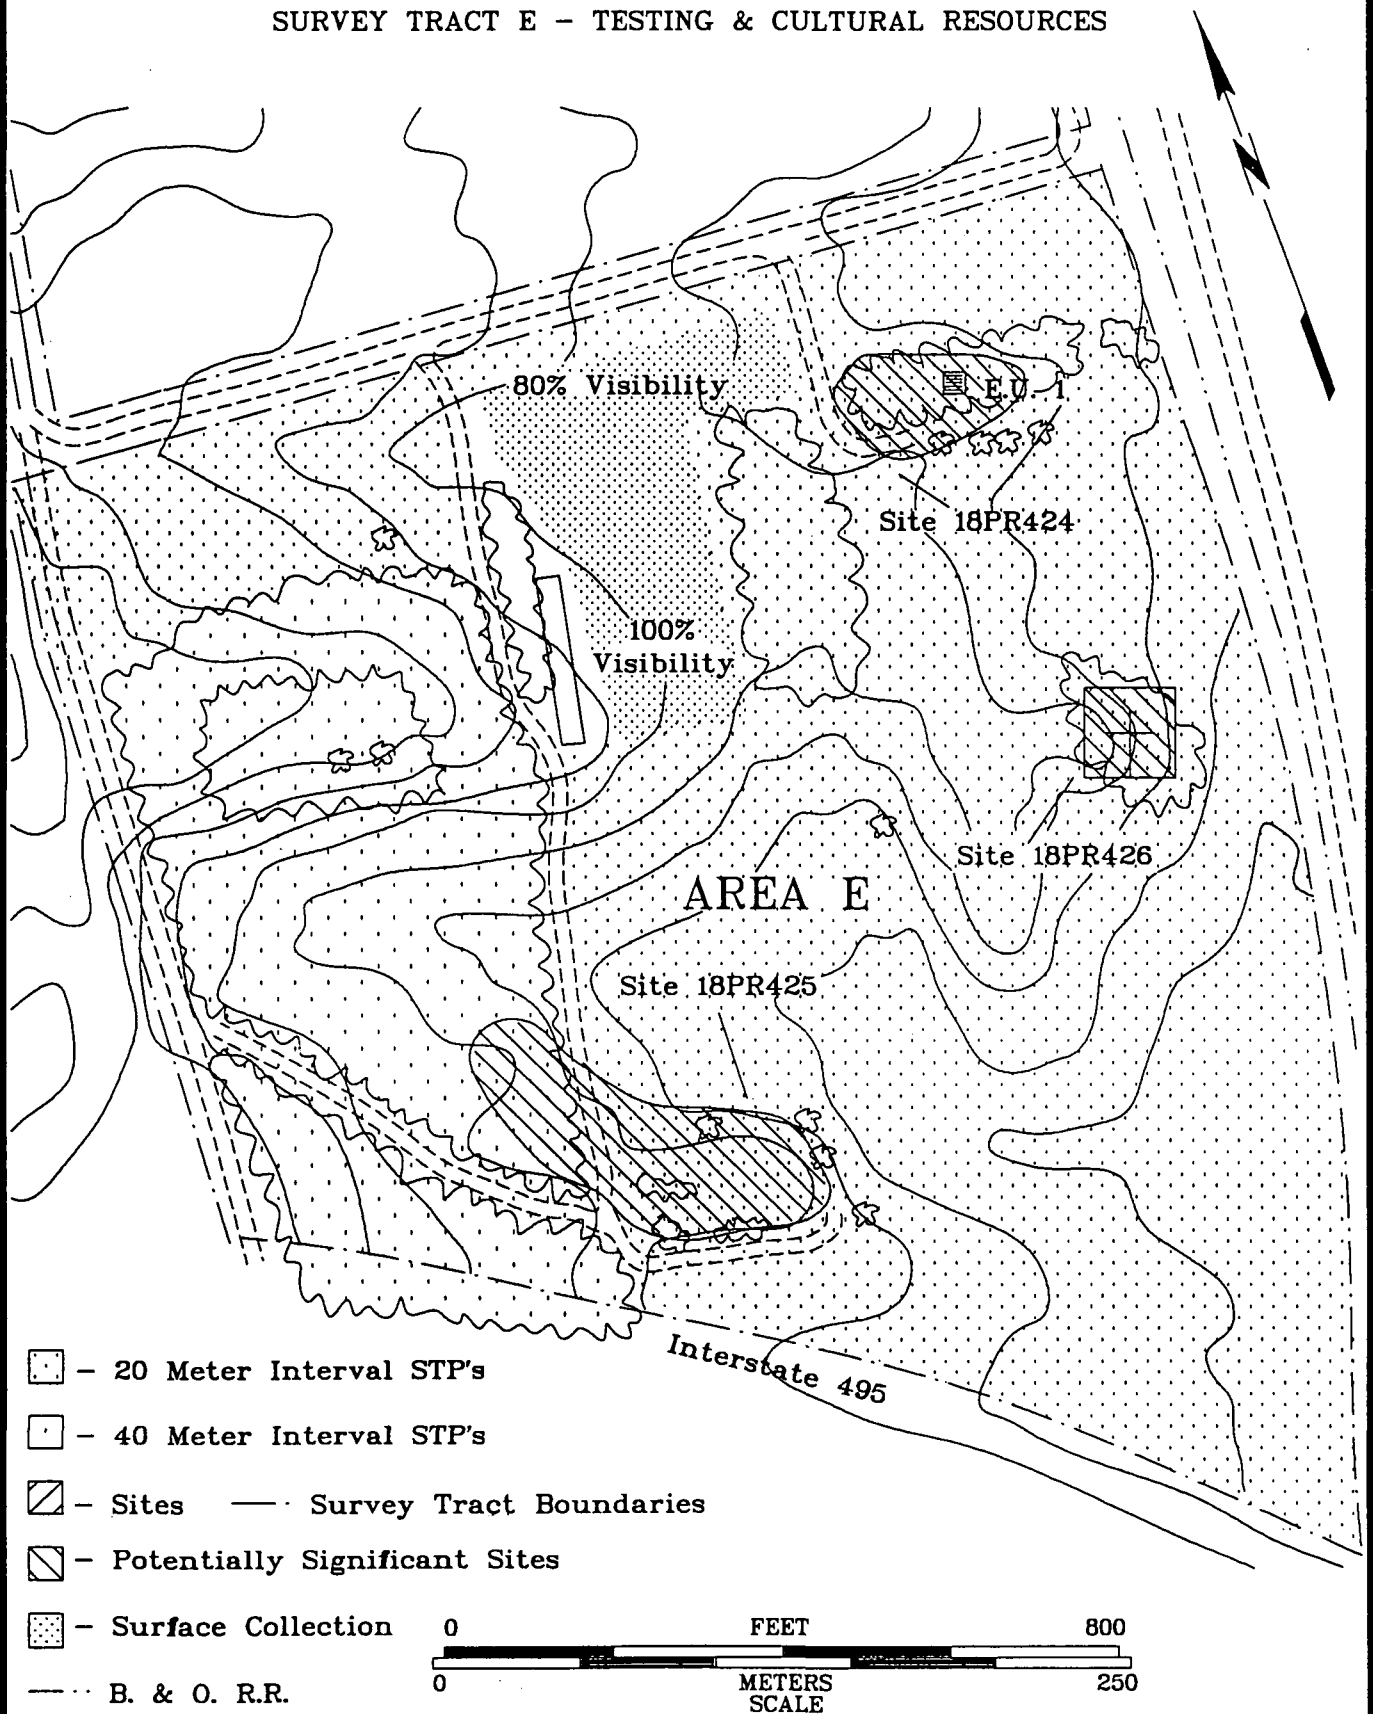 SURVEY TRACT E – TESTING & CULTURAL RESOURCES
80% Visibility
E.U. 1
Site 18PR424
100%
Visibility
Site 18PR426
AREA E
Site 18PR425
Interstate 495
– 20 Meter Interval STP's
– 40 Meter Interval STP's
– Sites —– · Survey Tract Boundaries
– Potentially Significant Sites
– Surface Collection
—– ·· B. & O. R.R.
0 FEET 800
0 METERS 250
SCALE